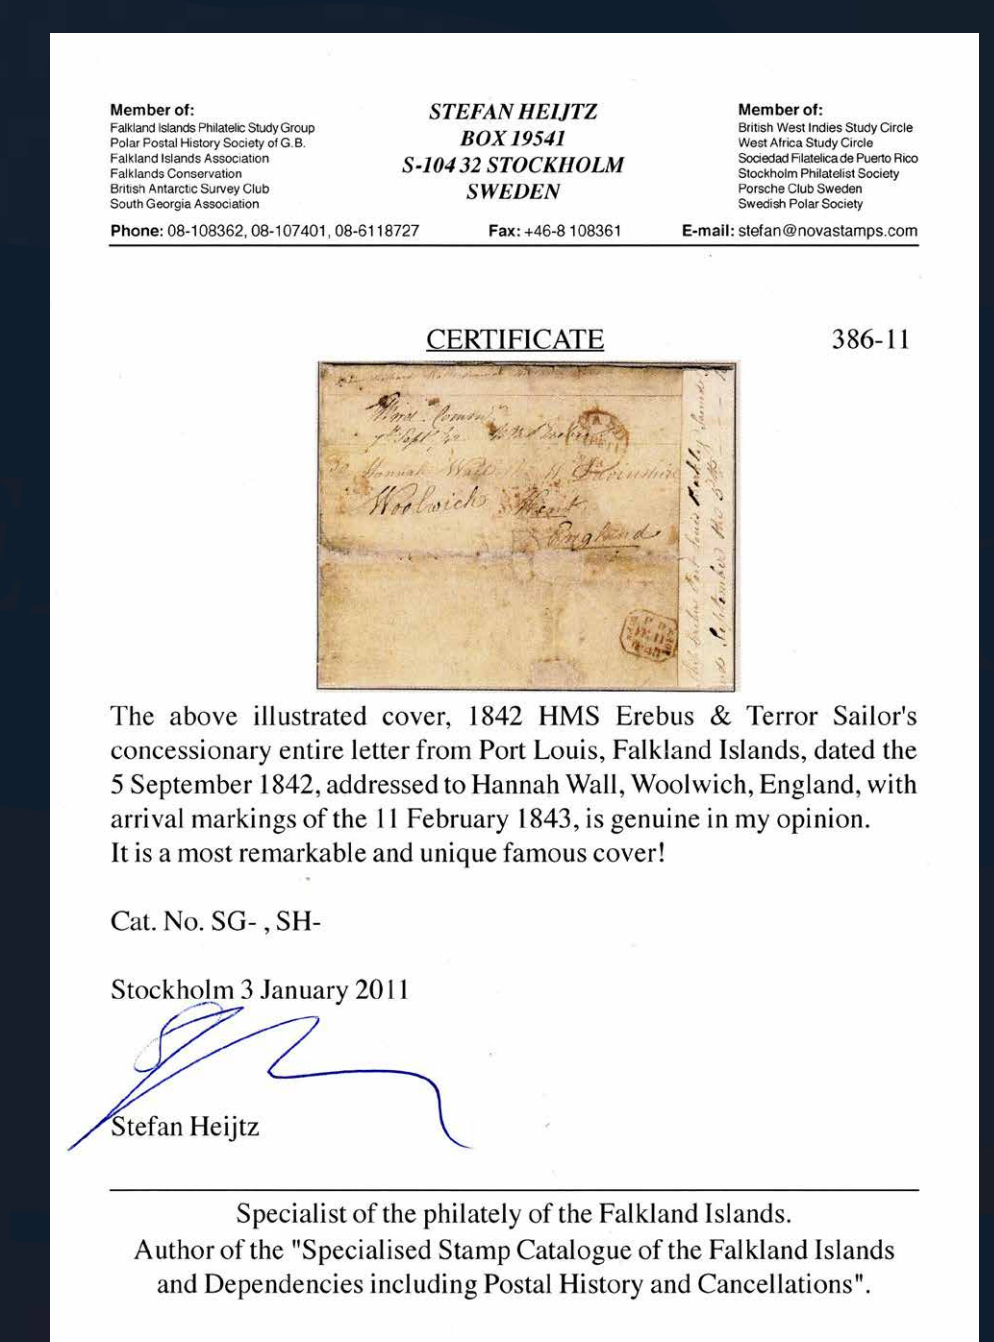 Member of:
Falkland Islands Philatelic Study Group
Polar Postal History Society of G.B.
Falkland Islands Association
Falklands Conservation
British Antarctic Survey Club
South Georgia Association
STEFAN HEIJTZ
BOX 19541
S-104 32 STOCKHOLM
SWEDEN
Member of:
British West Indies Study Circle
West Africa Study Circle
Sociedad Filatelica de Puerto Rico
Stockholm Philatelist Society
Porsche Club Sweden
Swedish Polar Society
Phone: 08-108362, 08-107401, 08-6118727 Fax: +46-8 108361 E-mail: stefan@novastamps.com
CERTIFICATE 386-11
Hannah Wall
Woolwich Kent
England
The above illustrated cover, 1842 HMS Erebus & Terror Sailor's
concessionary entire letter from Port Louis, Falkland Islands, dated the
5 September 1842, addressed to Hannah Wall, Woolwich, England, with
arrival markings of the 11 February 1843, is genuine in my opinion.
It is a most remarkable and unique famous cover!
Cat. No. SG- , SH-
Stockholm 3 January 2011
Stefan Heijtz
Specialist of the philately of the Falkland Islands.
Author of the "Specialised Stamp Catalogue of the Falkland Islands
and Dependencies including Postal History and Cancellations".